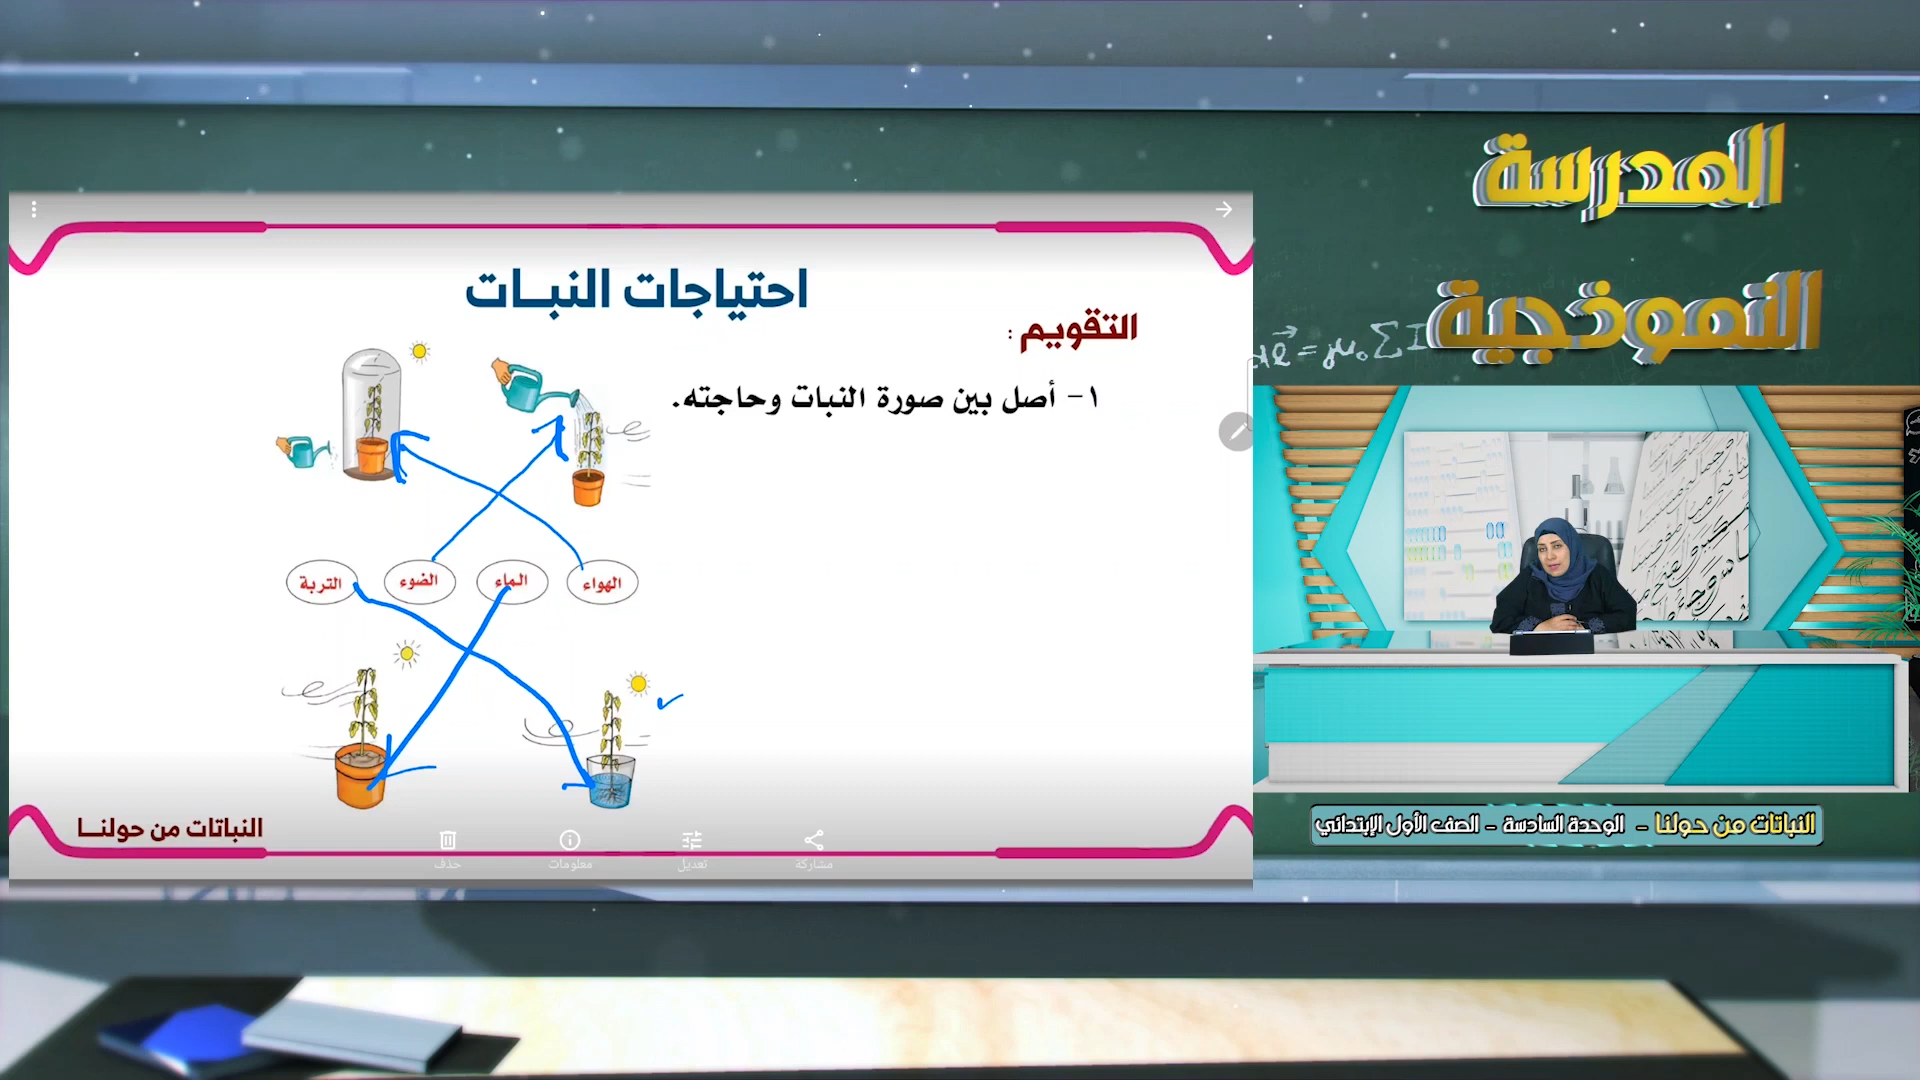 المدرسة
النموذجية
احتياجات النبـات
التقويم :
١- أصل بين صورة النبات وحاجته.
الهواء
الماء
الضوء
التربة
النباتات من حولنـا
مشاركة
تعديل
معلومات
حذف
النباتات من حولنا - الوحدة السادسة - الصف الأول الإبتدائي